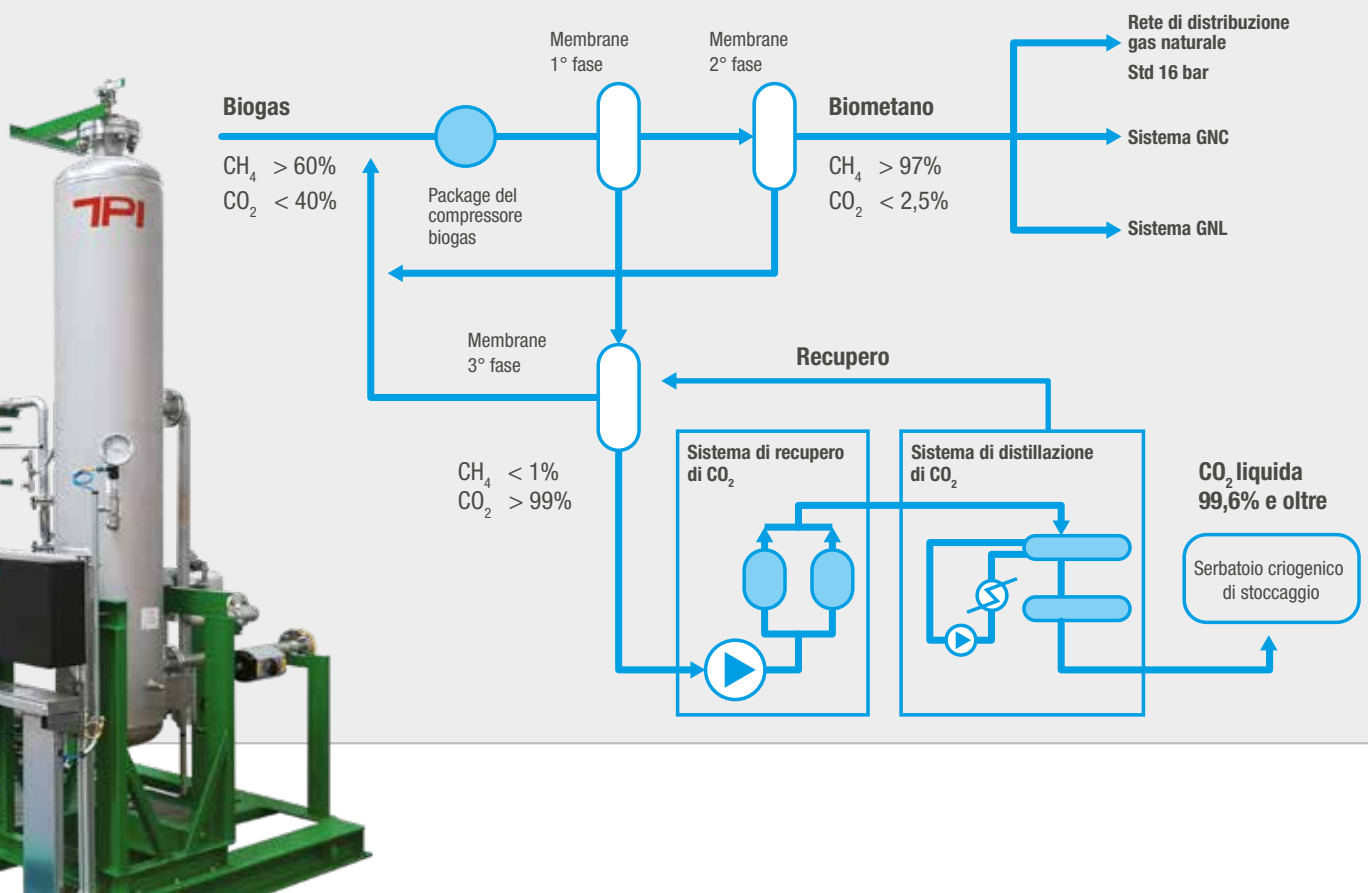 Membrane
1° fase
Membrane
2° fase
Rete di distribuzione
gas naturale
Std 16 bar
Biogas
Biometano
Sistema GNC
CH₄ > 60%
CO₂ < 40%
Package del
compressore
biogas
CH₄ > 97%
CO₂ < 2,5%
TPI
Sistema GNL
Membrane
3° fase
Recupero
CH₄ < 1%
CO₂ > 99%
Sistema di recupero
di CO₂
Sistema di distillazione
di CO₂
CO₂ liquida
99,6% e oltre
Serbatoio criogenico
di stoccaggio